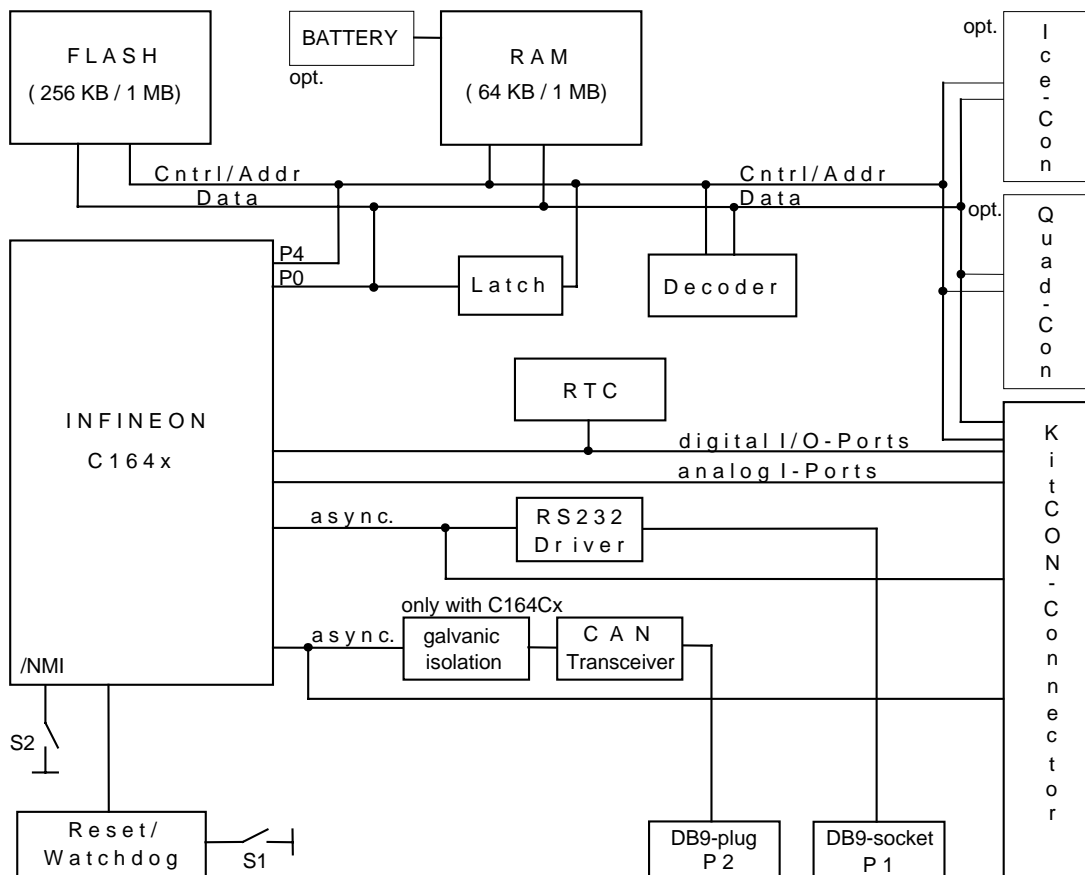 FLASH
( 256 KB / 1 MB)
BATTERY
opt.
RAM
( 64 KB / 1 MB)
opt.
Ice-Con
Cntrl/Addr
Data
Cntrl/Addr
Data
opt.
Quad-Con
P4
P0
Latch
Decoder
INFINEON
C164x
RTC
digital I/O-Ports
analog I-Ports
KitCON-Connector
async.
RS232
Driver
only with C164Cx
async.
galvanic
isolation
CAN
Transceiver
/NMI
S2
Reset/
Watchdog
S1
DB9-plug
P2
DB9-socket
P1